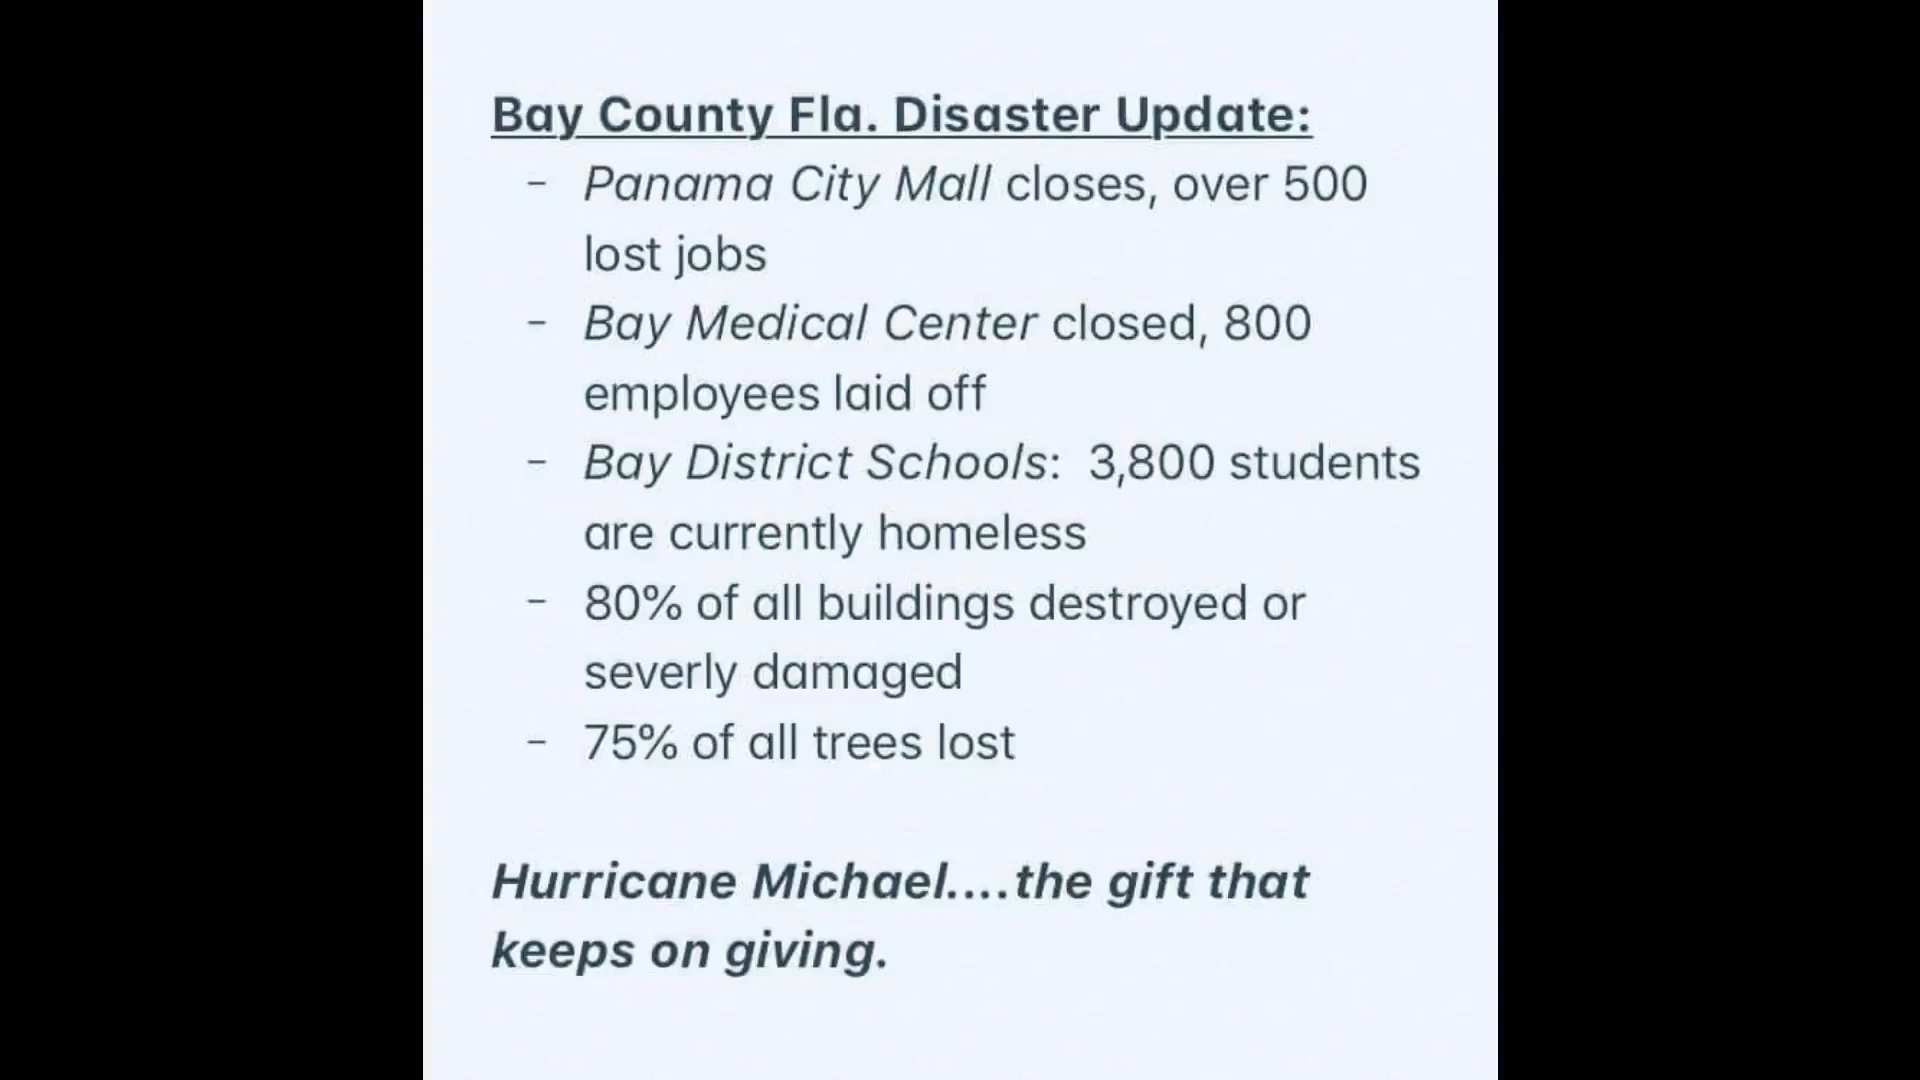 Bay County Fla. Disaster Update:
- Panama City Mall closes, over 500
lost jobs
- Bay Medical Center closed, 800
employees laid off
- Bay District Schools:  3,800 students
are currently homeless
- 80% of all buildings destroyed or
severly damaged
- 75% of all trees lost
Hurricane Michael....the gift that
keeps on giving.